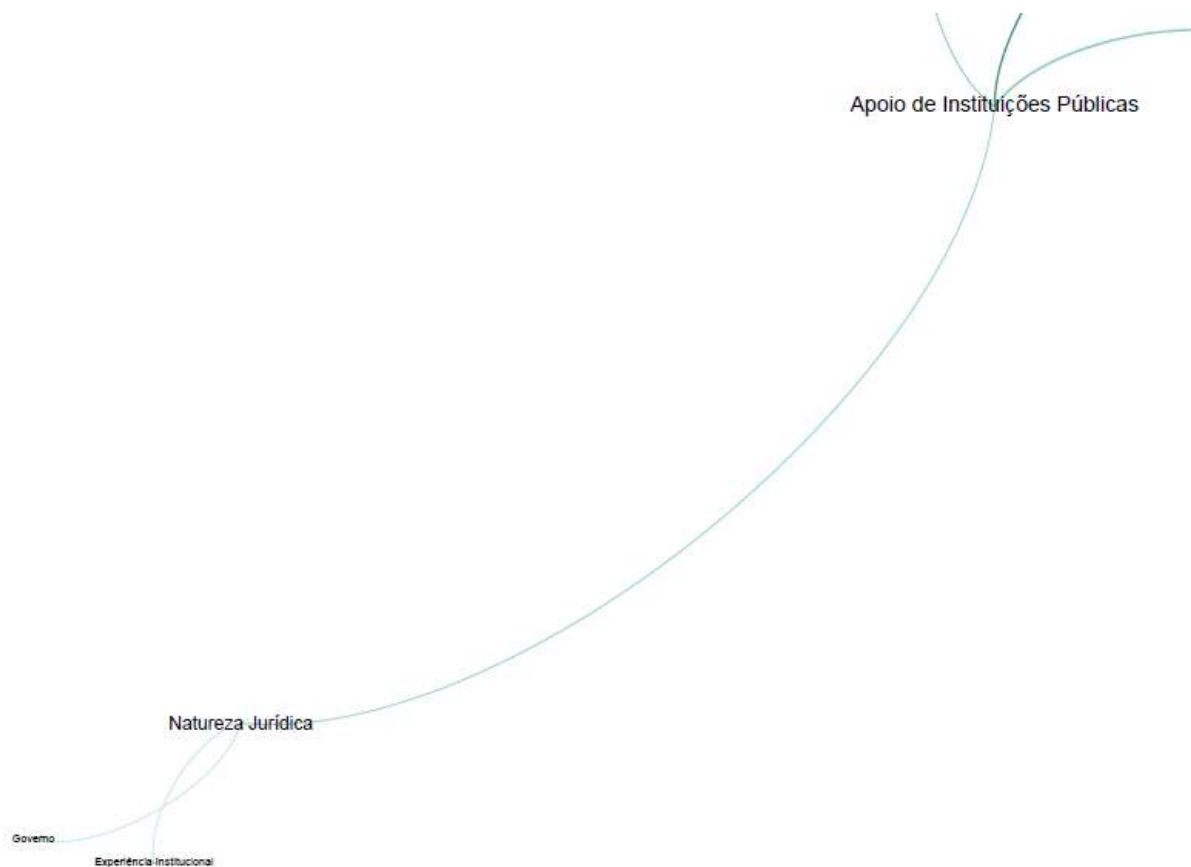 Apoio de Instituições Públicas
Natureza Jurídica
Governo
Experiência Institucional